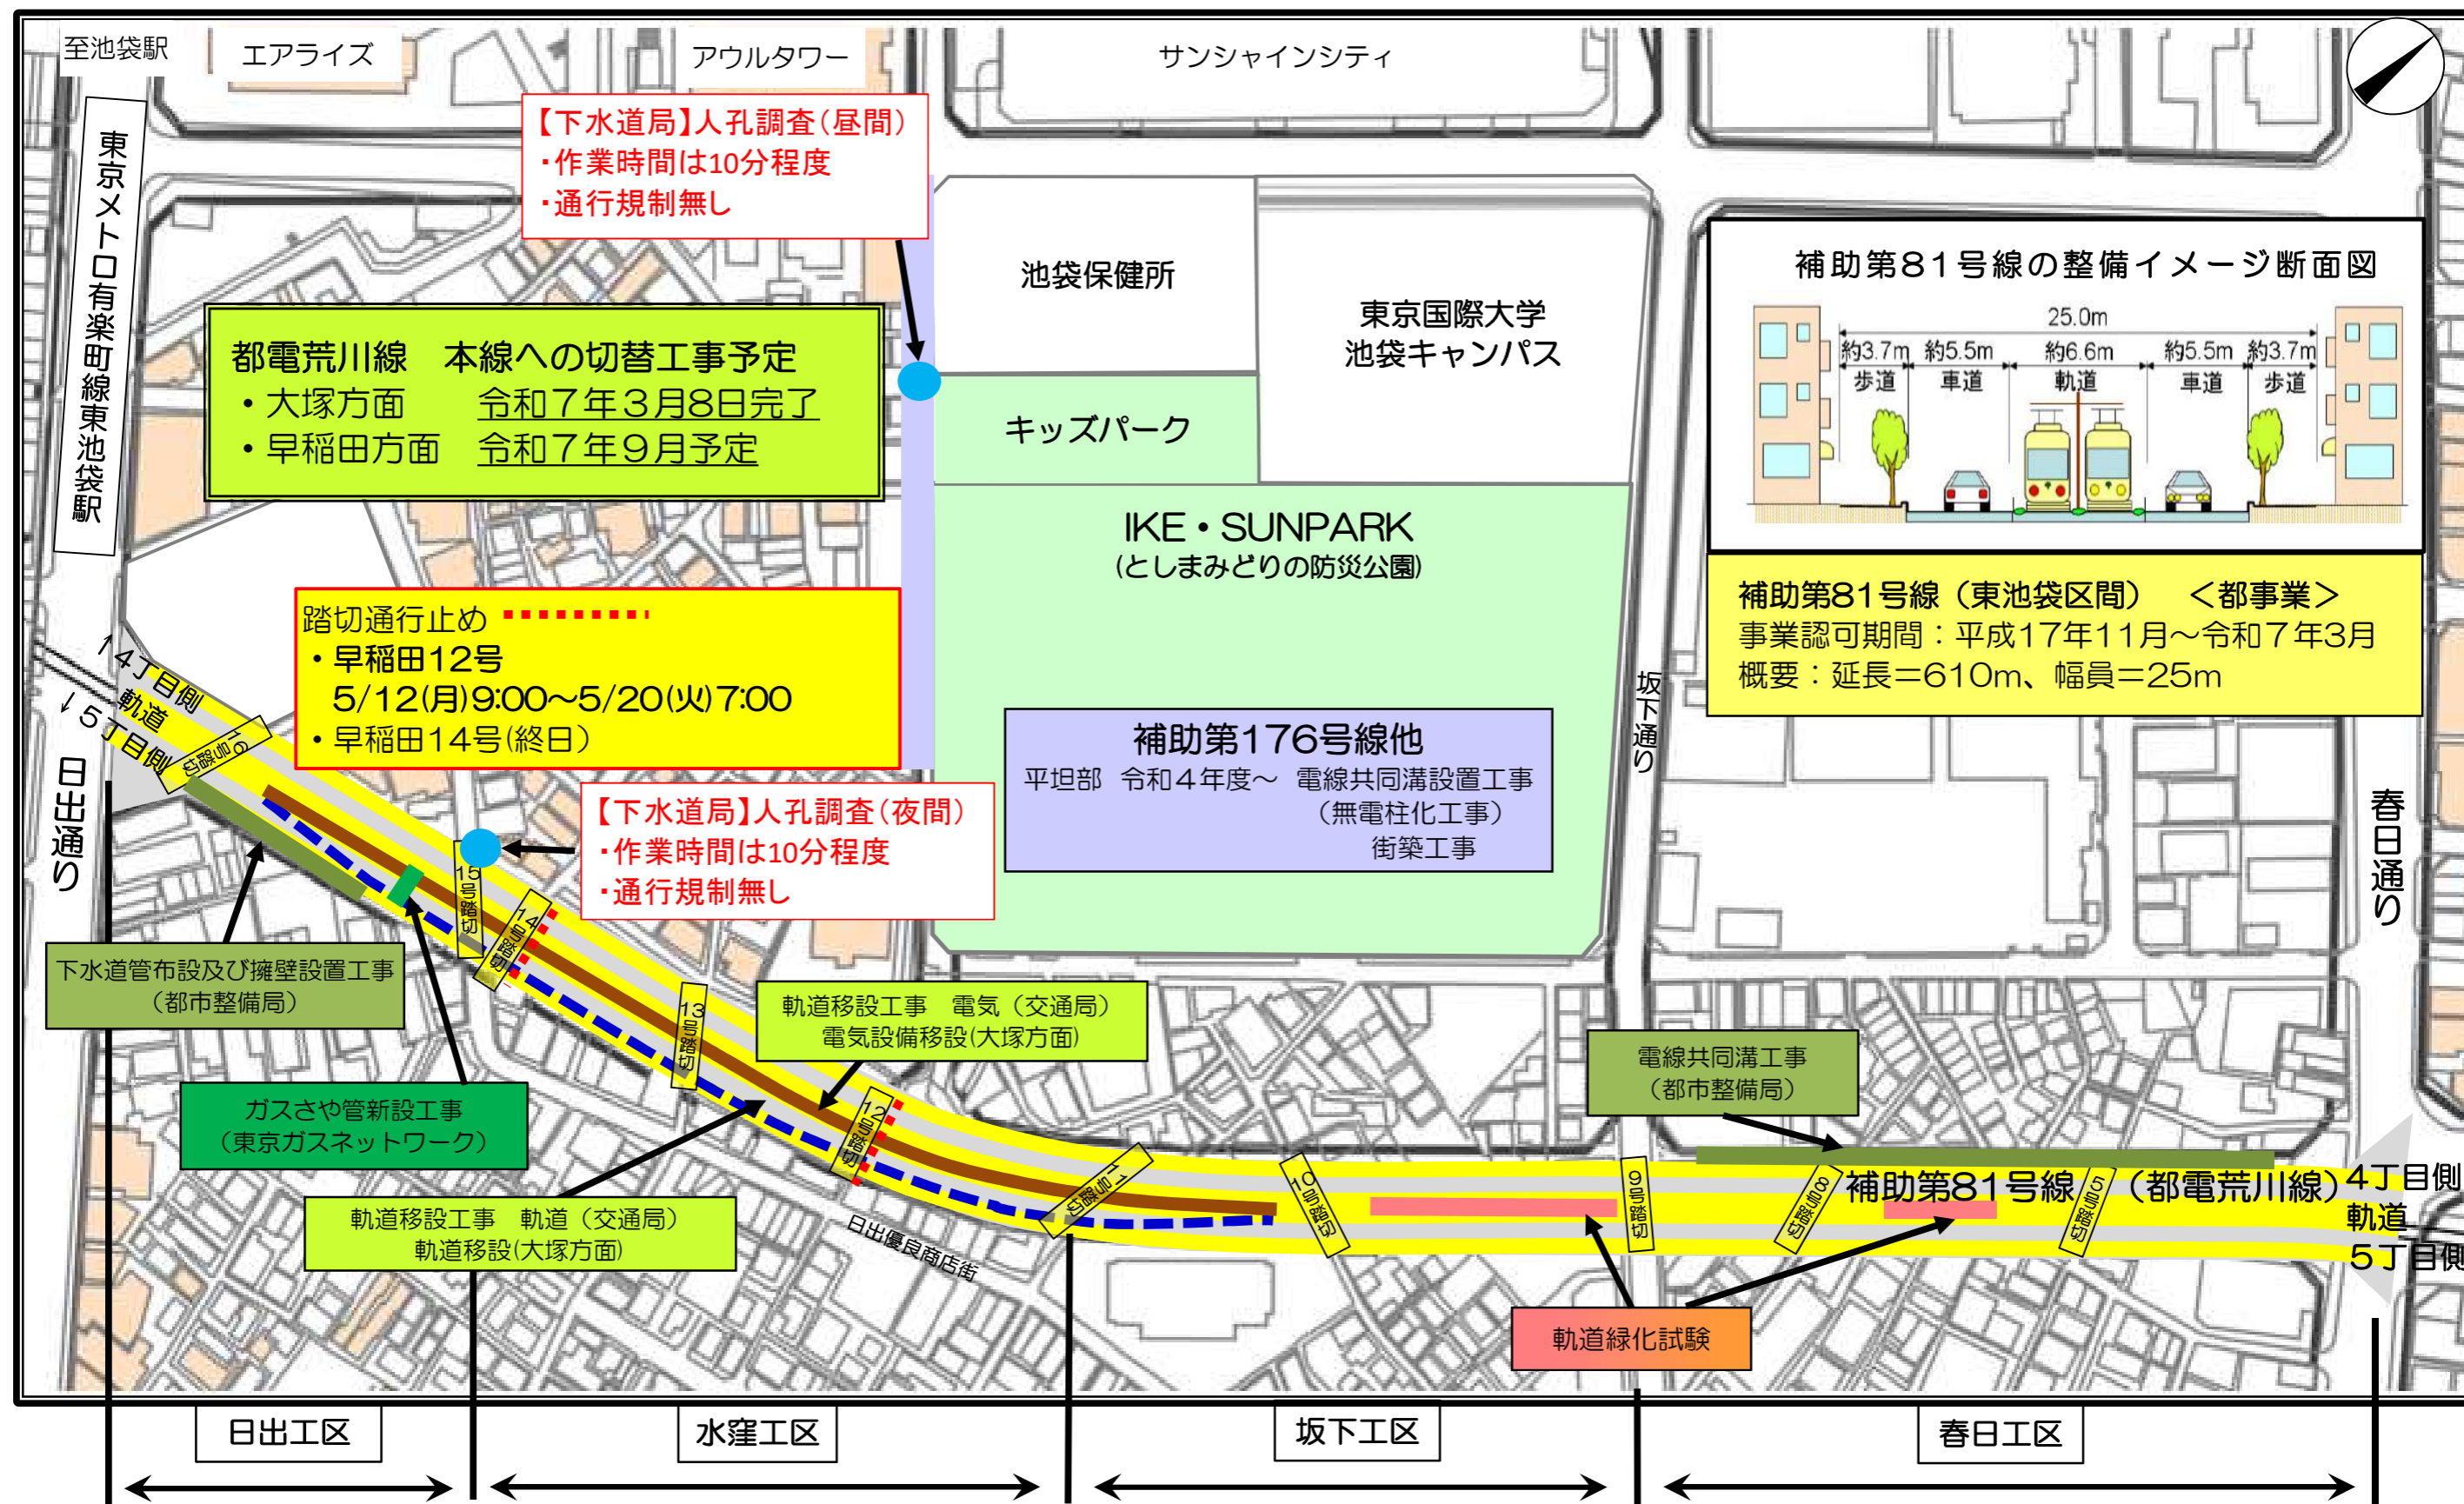 至池袋駅
エアライズ
アウルタワー
サンシャインシティ
東京メトロ有楽町線東池袋駅
【下水道局】人孔調査(昼間)
・作業時間は10分程度
・通行規制無し
池袋保健所
東京国際大学
池袋キャンパス
キッズパーク
IKE・SUNPARK
(としまみどりの防災公園)
都電荒川線　本線への切替工事予定
・大塚方面　令和7年3月8日完了
・早稲田方面　令和7年9月予定
補助第81号線の整備イメージ断面図
25.0m
約3.7m 約5.5m 約6.6m 約5.5m 約3.7m
歩道 車道 軌道 車道 歩道
補助第81号線（東池袋区間）　＜都事業＞
事業認可期間：平成17年11月～令和7年3月
概要：延長＝610m、幅員＝25m
踏切通行止め
・早稲田12号
5/12(月)9:00～5/20(火)7:00
・早稲田14号(終日）
補助第176号線他
平坦部 令和4年度～ 電線共同溝設置工事
（無電柱化工事）
街築工事
坂下通り
春日通り
日出通り
↑4丁目側
軌道
↓5丁目側
16号踏切
【下水道局】人孔調査(夜間)
・作業時間は10分程度
・通行規制無し
15号踏切
14号踏切
13号踏切
12号踏切
11号踏切
10号踏切
9号踏切
8号踏切
5号踏切
下水道管布設及び擁壁設置工事
（都市整備局）
ガスさや管新設工事
（東京ガスネットワーク）
軌道移設工事　電気（交通局）
電気設備移設(大塚方面)
軌道移設工事　軌道（交通局）
軌道移設(大塚方面)
日出優良商店街
電線共同溝工事
（都市整備局）
補助第81号線　（都電荒川線）
4丁目側
軌道
5丁目側
軌道緑化試験
日出工区
水窪工区
坂下工区
春日工区